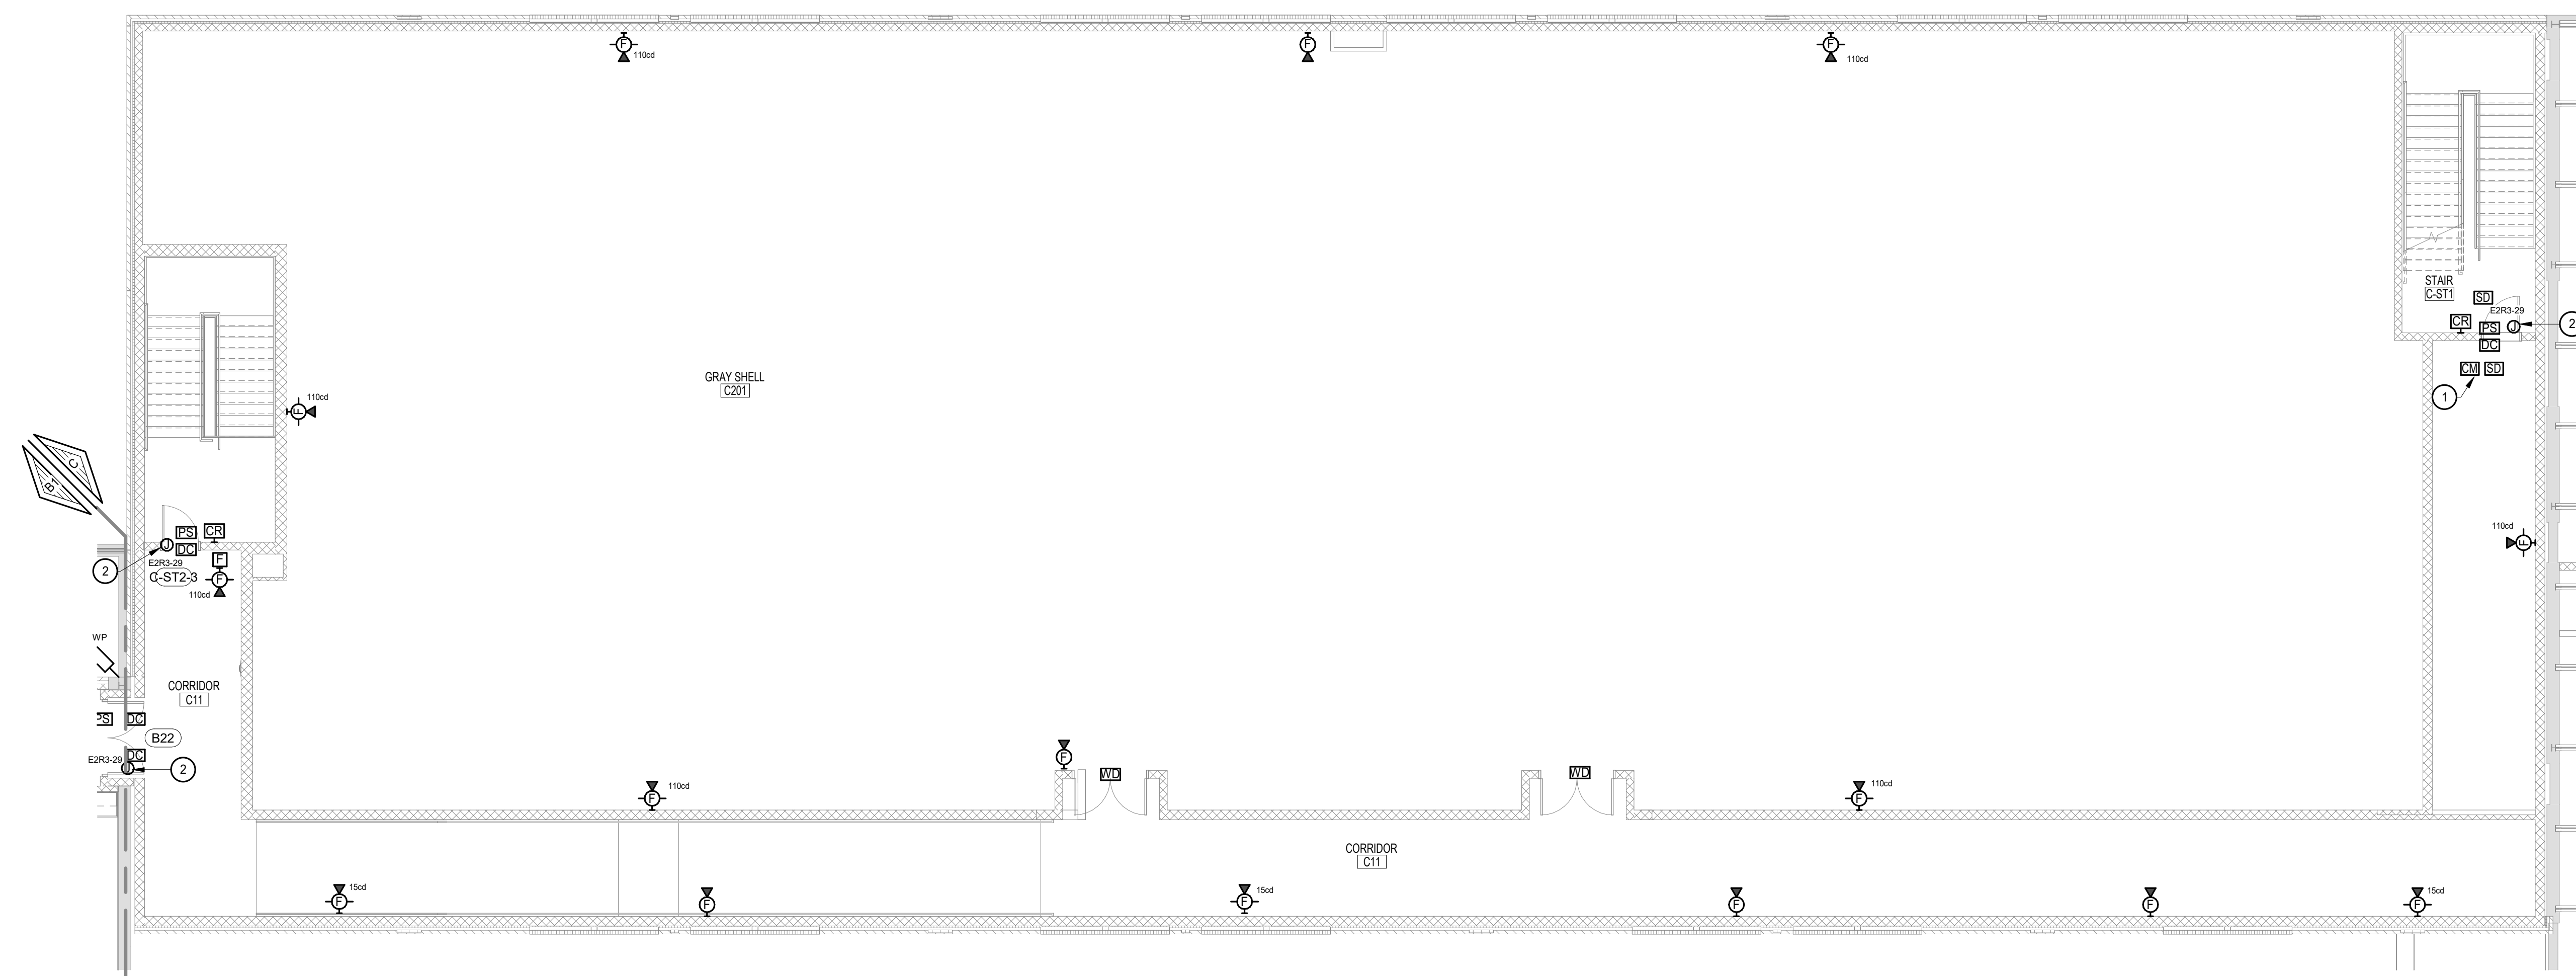 F
110cd
F
F
110cd
STAIR
C-ST1
SD
E2R3-29
CR
PS
J
2
DC
CM
SD
1
GRAY SHELL
C201
110cd
F
C
B1
110cd
F
PS
CR
J
DC
E2R3-29
F
2
C-ST2-3
F
110cd
WP
CORRIDOR
C11
PS
DC
B22
DC
E2R3-29
J
2
F
WD
WD
110cd
F
110cd
F
CORRIDOR
C11
15cd
F
F
15cd
F
F
F
15cd
F